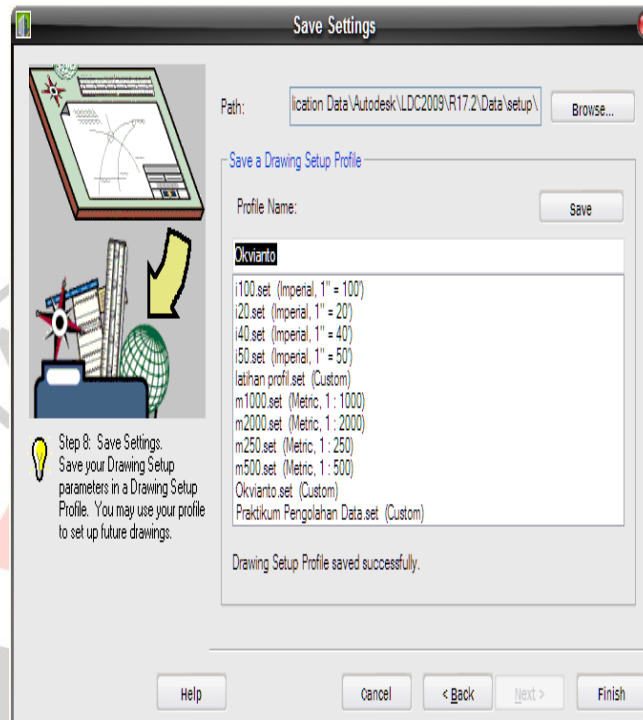 Save Settings
Path:
lication Data\Autodesk\LDC2009\R17.2\Data\setup\
Browse...
Save a Drawing Setup Profile
Profile Name:
Save
Okvianto
i100.set (Imperial, 1" = 100')
i20.set (Imperial, 1" = 20')
i40.set (Imperial, 1" = 40')
i50.set (Imperial, 1" = 50')
latihan profil.set (Custom)
m1000.set (Metric, 1 : 1000)
m2000.set (Metric, 1 : 2000)
m250.set (Metric, 1 : 250)
m500.set (Metric, 1 : 500)
Okvianto.set (Custom)
Praktikum Pengolahan Data.set (Custom)
Drawing Setup Profile saved successfully.
Step 8: Save Settings.
Save your Drawing Setup
parameters in a Drawing Setup
Profile. You may use your profile
to set up future drawings.
Help
Cancel
< Back
Next >
Finish